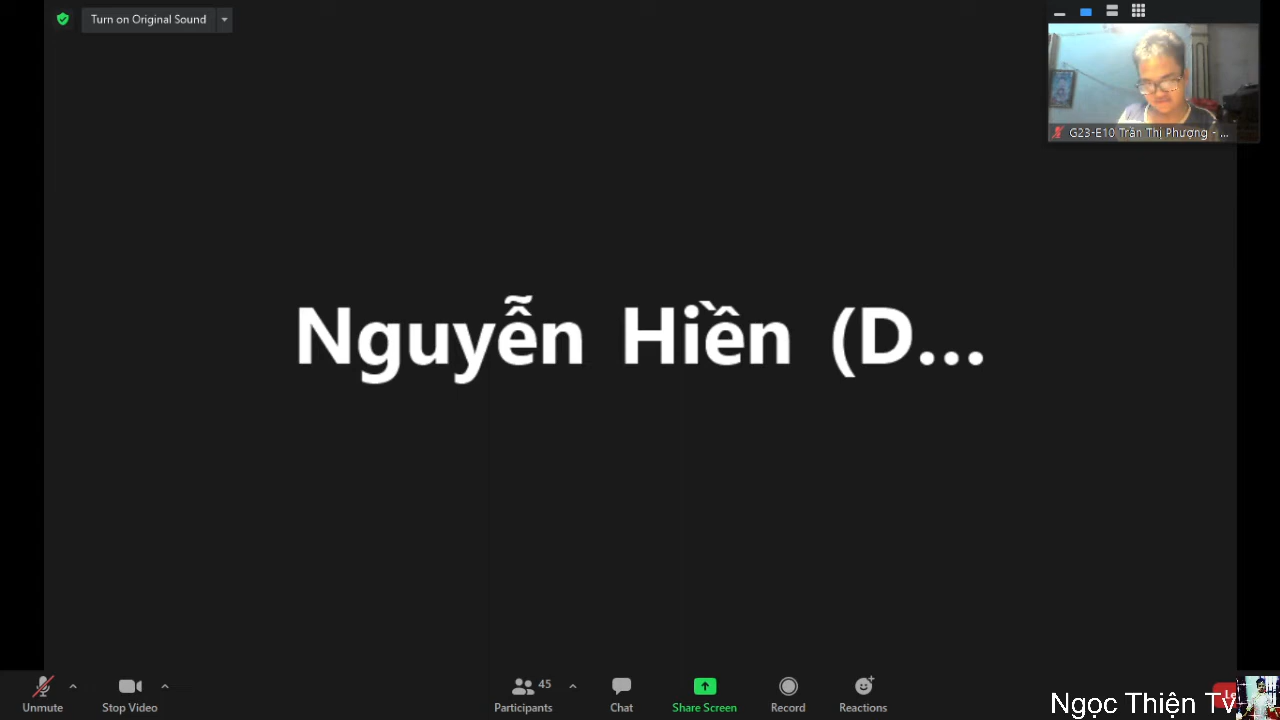 Turn on Original Sound
G23-E10 Trần Thị Phượng - ...
Nguyễn Hiền (D...
Unmute
Stop Video
45
Participants
Chat
Share Screen
Record
Reactions
Ngọc Thiện Tv